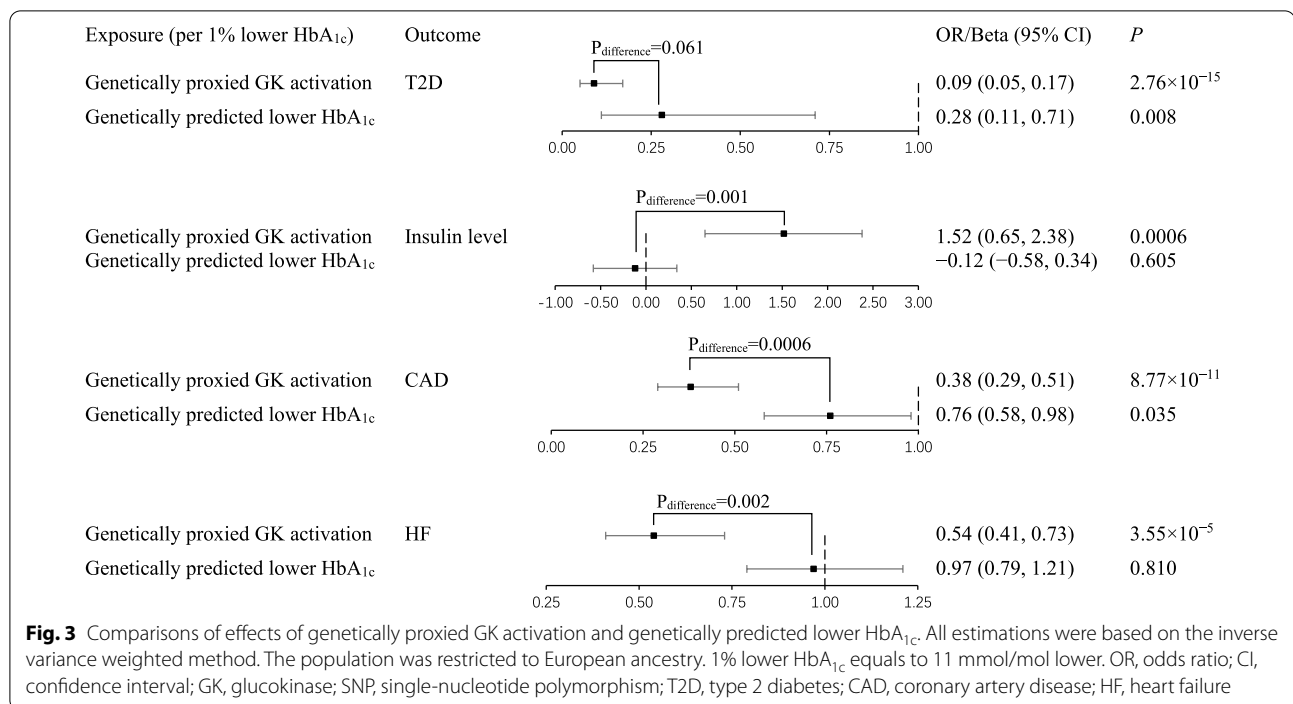 Exposure (per 1% lower HbA1c) Outcome OR/Beta (95% CI) P
Pdifference=0.061
Genetically proxied GK activation T2D 0.09 (0.05, 0.17) 2.76×10−15
Genetically predicted lower HbA1c 0.28 (0.11, 0.71) 0.008
0.00 0.25 0.50 0.75 1.00
Pdifference=0.001
Genetically proxied GK activation Insulin level 1.52 (0.65, 2.38) 0.0006
Genetically predicted lower HbA1c −0.12 (−0.58, 0.34) 0.605
-1.00 -0.50 0.00 0.50 1.00 1.50 2.00 2.50 3.00
Pdifference=0.0006
Genetically proxied GK activation CAD 0.38 (0.29, 0.51) 8.77×10−11
Genetically predicted lower HbA1c 0.76 (0.58, 0.98) 0.035
0.00 0.25 0.50 0.75 1.00
Pdifference=0.002
Genetically proxied GK activation HF 0.54 (0.41, 0.73) 3.55×10−5
Genetically predicted lower HbA1c 0.97 (0.79, 1.21) 0.810
0.25 0.50 0.75 1.00 1.25
Fig. 3 Comparisons of effects of genetically proxied GK activation and genetically predicted lower HbA1c. All estimations were based on the inverse
variance weighted method. The population was restricted to European ancestry. 1% lower HbA1c equals to 11 mmol/mol lower. OR, odds ratio; CI,
confidence interval; GK, glucokinase; SNP, single-nucleotide polymorphism; T2D, type 2 diabetes; CAD, coronary artery disease; HF, heart failure